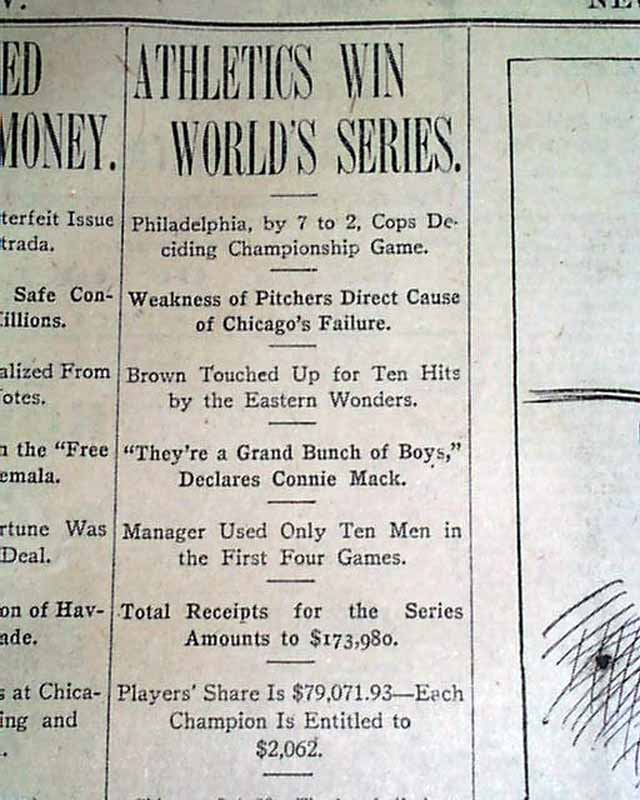 V.
ED
MONEY.
terfeit Issue
trada.
Safe Con-
illions.
alized From
otes.
the "Free
emala.
rtune Was
Deal.
on of Hav-
ade.
s at Chica-
ing and
ATHLETICS WIN
WORLD'S SERIES.
Philadelphia, by 7 to 2, Cops De-
ciding Championship Game.
Weakness of Pitchers Direct Cause
of Chicago's Failure.
Brown Touched Up for Ten Hits
by the Eastern Wonders.
"They're a Grand Bunch of Boys,"
Declares Connie Mack.
Manager Used Only Ten Men in
the First Four Games.
Total Receipts for the Series
Amounts to $173,980.
Players' Share Is $79,071.93—Each
Champion Is Entitled to
$2,062.